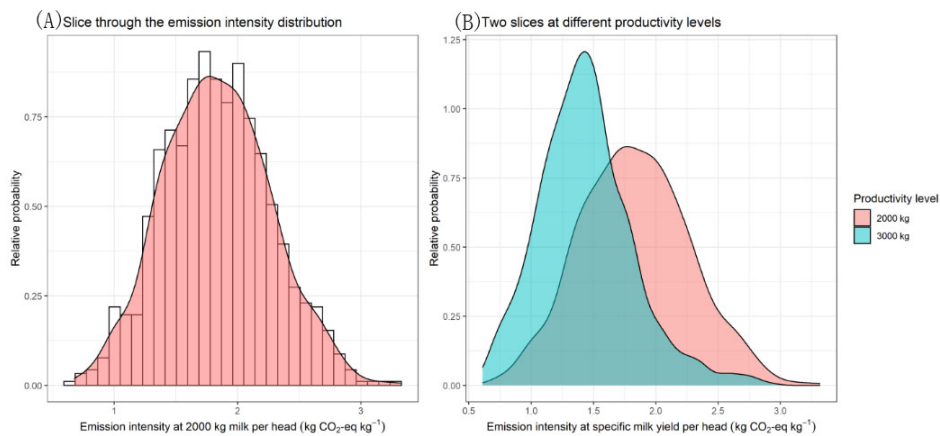 (A) Slice through the emission intensity distribution
Relative probability
0.75
0.50
0.25
0.00
1
2
3
Emission intensity at 2000 kg milk per head (kg CO₂-eq kg⁻¹)
(B) Two slices at different productivity levels
Relative probability
1.25
1.00
0.75
0.50
0.25
0.00
0.5
1.0
1.5
2.0
2.5
3.0
Emission intensity at specific milk yield per head (kg CO₂-eq kg⁻¹)
Productivity level
2000 kg
3000 kg